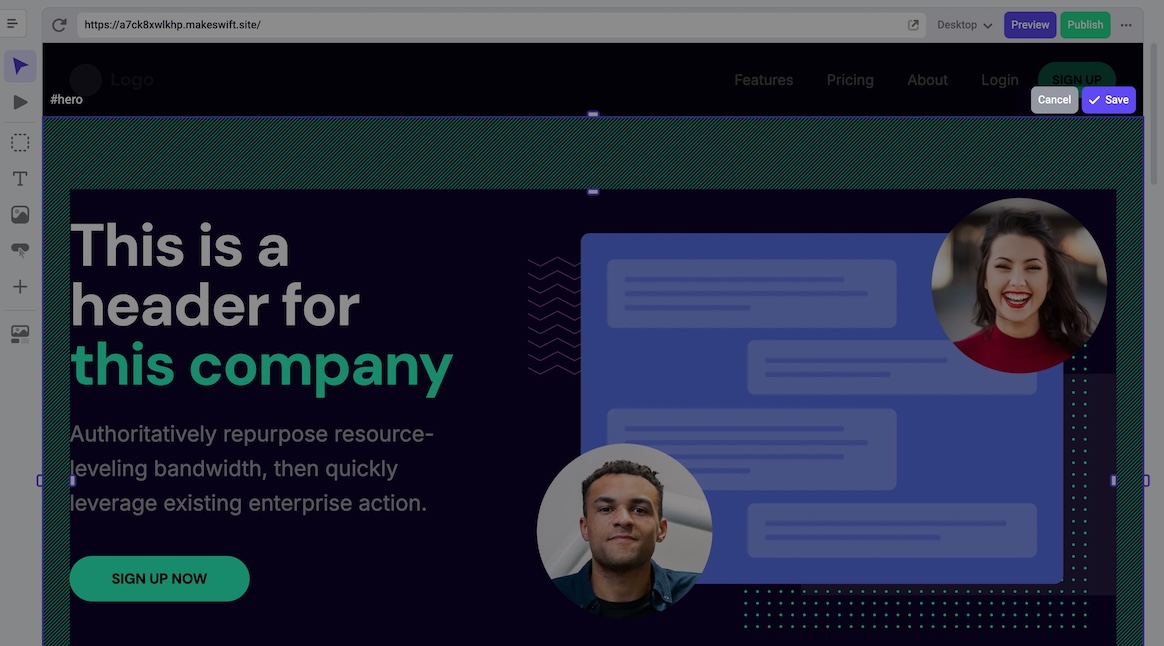 https://a7ck8xwlkhp.makeswift.site/
Desktop
Preview
Publish
Logo
Features
Pricing
About
Login
SIGN UP
#hero
Cancel
Save
This is a
header for
this company
Authoritatively repurpose resource-
leveling bandwidth, then quickly
leverage existing enterprise action.
SIGN UP NOW